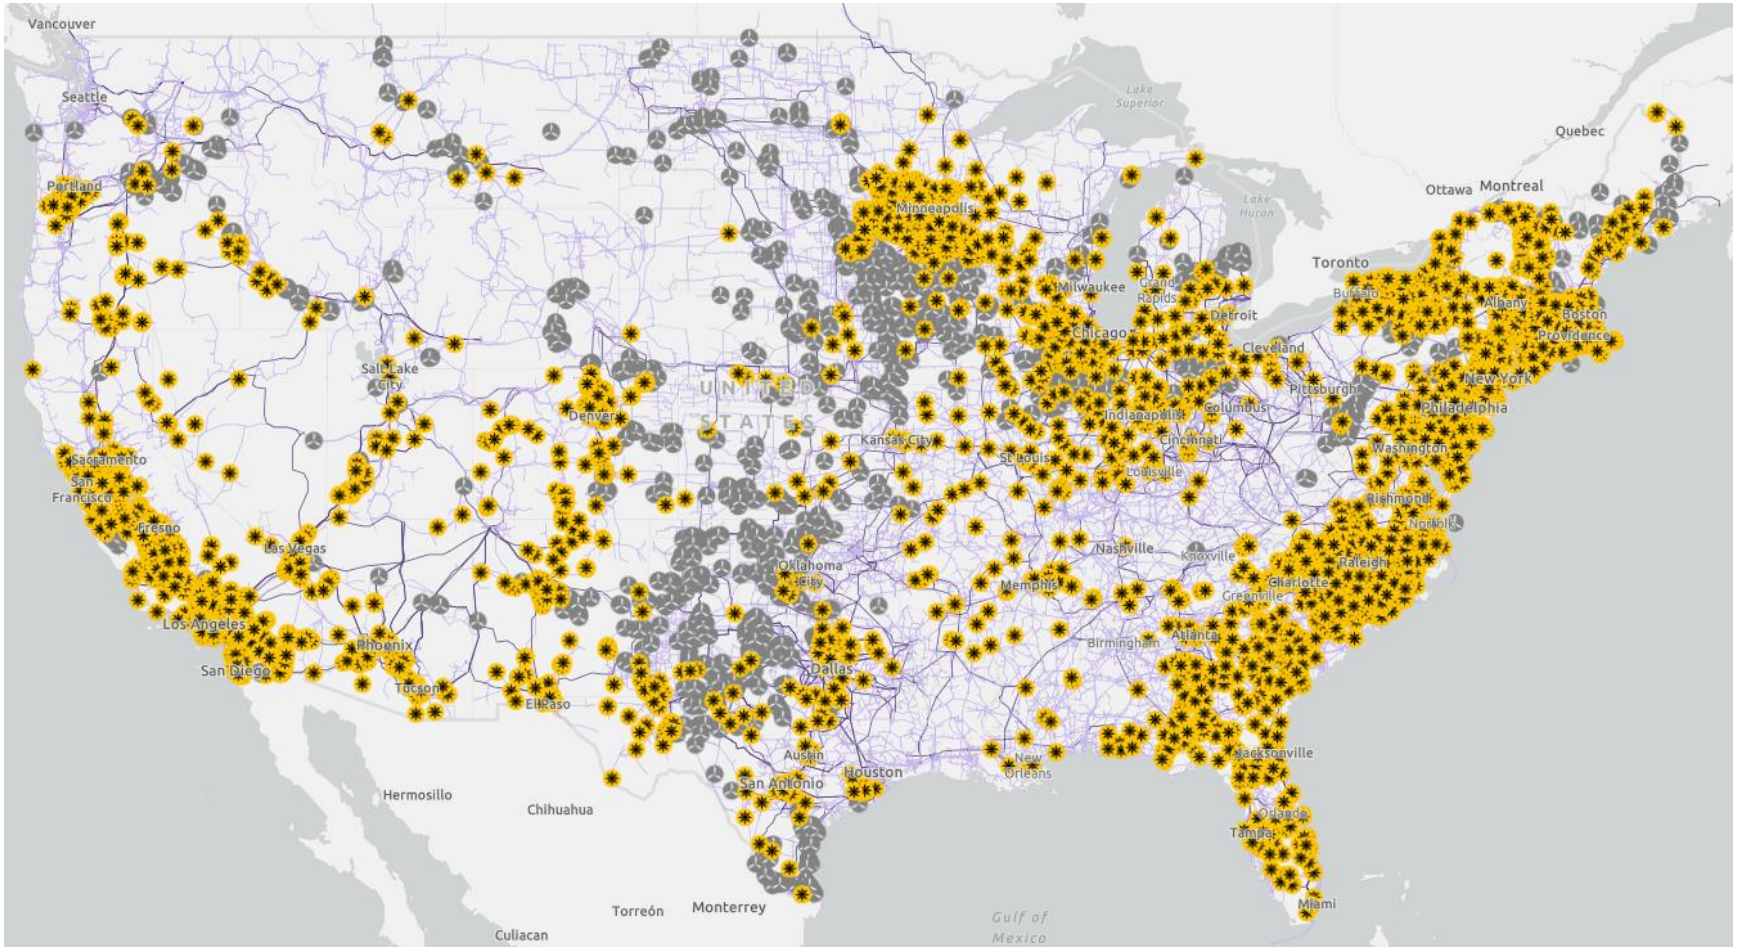 Vancouver
Seattle
Lake
Superior
Quebec
Portland
Ottawa
Montreal
Minneapolis
Lake
Huron
Toronto
Milwaukee
Grand
Rapids
Buffalo
Albany
Detroit
Boston
Chicago
Providence
Cleveland
Salt Lake
City
UNITED
STATES
Pittsburgh
New York
Denver
Indianapolis
Columbus
Philadelphia
Kansas City
Cincinnati
Washington
Sacramento
St Louis
Louisville
San
Francisco
Richmond
Fresno
Norfolk
Las Vegas
Nashville
Knoxville
Raleigh
Oklahoma
City
Memphis
Charlotte
Greenville
Los Angeles
Phoenix
Birmingham
Atlanta
San Diego
Dallas
Tucson
El Paso
Austin
Jacksonville
New
Orleans
Houston
San Antonio
Hermosillo
Chihuahua
Orlando
Tampa
Miami
Torreón
Monterrey
Gulf of
Mexico
Culiacan